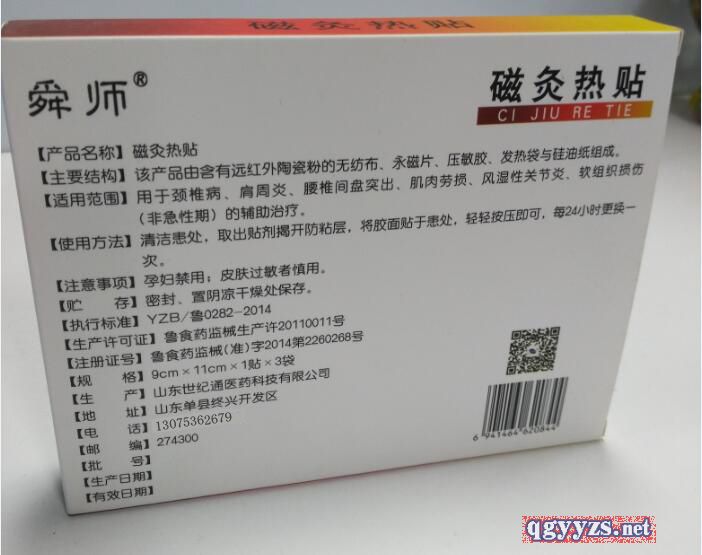 磁灸热贴
舜师®
磁灸热贴
CI JIU RE TIE
【产品名称】磁灸热贴
【主要结构】该产品由含有远红外陶瓷粉的无纺布、永磁片、压敏胶、发热袋与硅油纸组成。
【适用范围】用于颈椎病、肩周炎、腰椎间盘突出、肌肉劳损、风湿性关节炎、软组织损伤
(非急性期)的辅助治疗。
【使用方法】清洁患处，取出贴剂揭开防粘层，将胶面贴于患处，轻轻按压即可，每24小时更换一
次。
【注意事项】孕妇禁用；皮肤过敏者慎用。
【贮 存】密封、置阴凉干燥处保存。
【执行标准】YZB/鲁0282-2014
【生产许可证】鲁食药监械生产许20110011号
【注册证号】鲁食药监械(准)字2014第2260268号
【规 格】9cm×11cm×1贴×3袋
【生 产】山东世纪通医药科技有限公司
【地 址】山东单县终兴开发区
【电 话】13075362679
【邮 编】274300
【批 号】
【生产日期】
【有效日期】
6 941464 620844
qgyyzs.net